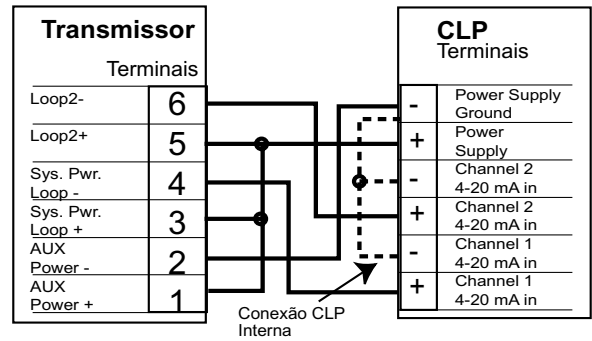 Transmissor
Terminais
Loop2-
6
Loop2+
5
Sys. Pwr.
Loop -
4
Sys. Pwr.
Loop +
3
AUX
Power -
2
AUX
Power +
1
CLP
Terminais
-
Power Supply
Ground
+
Power
Supply
-
Channel 2
4-20 mA in
+
Channel 2
4-20 mA in
-
Channel 1
4-20 mA in
+
Channel 1
4-20 mA in
Conexão CLP
Interna